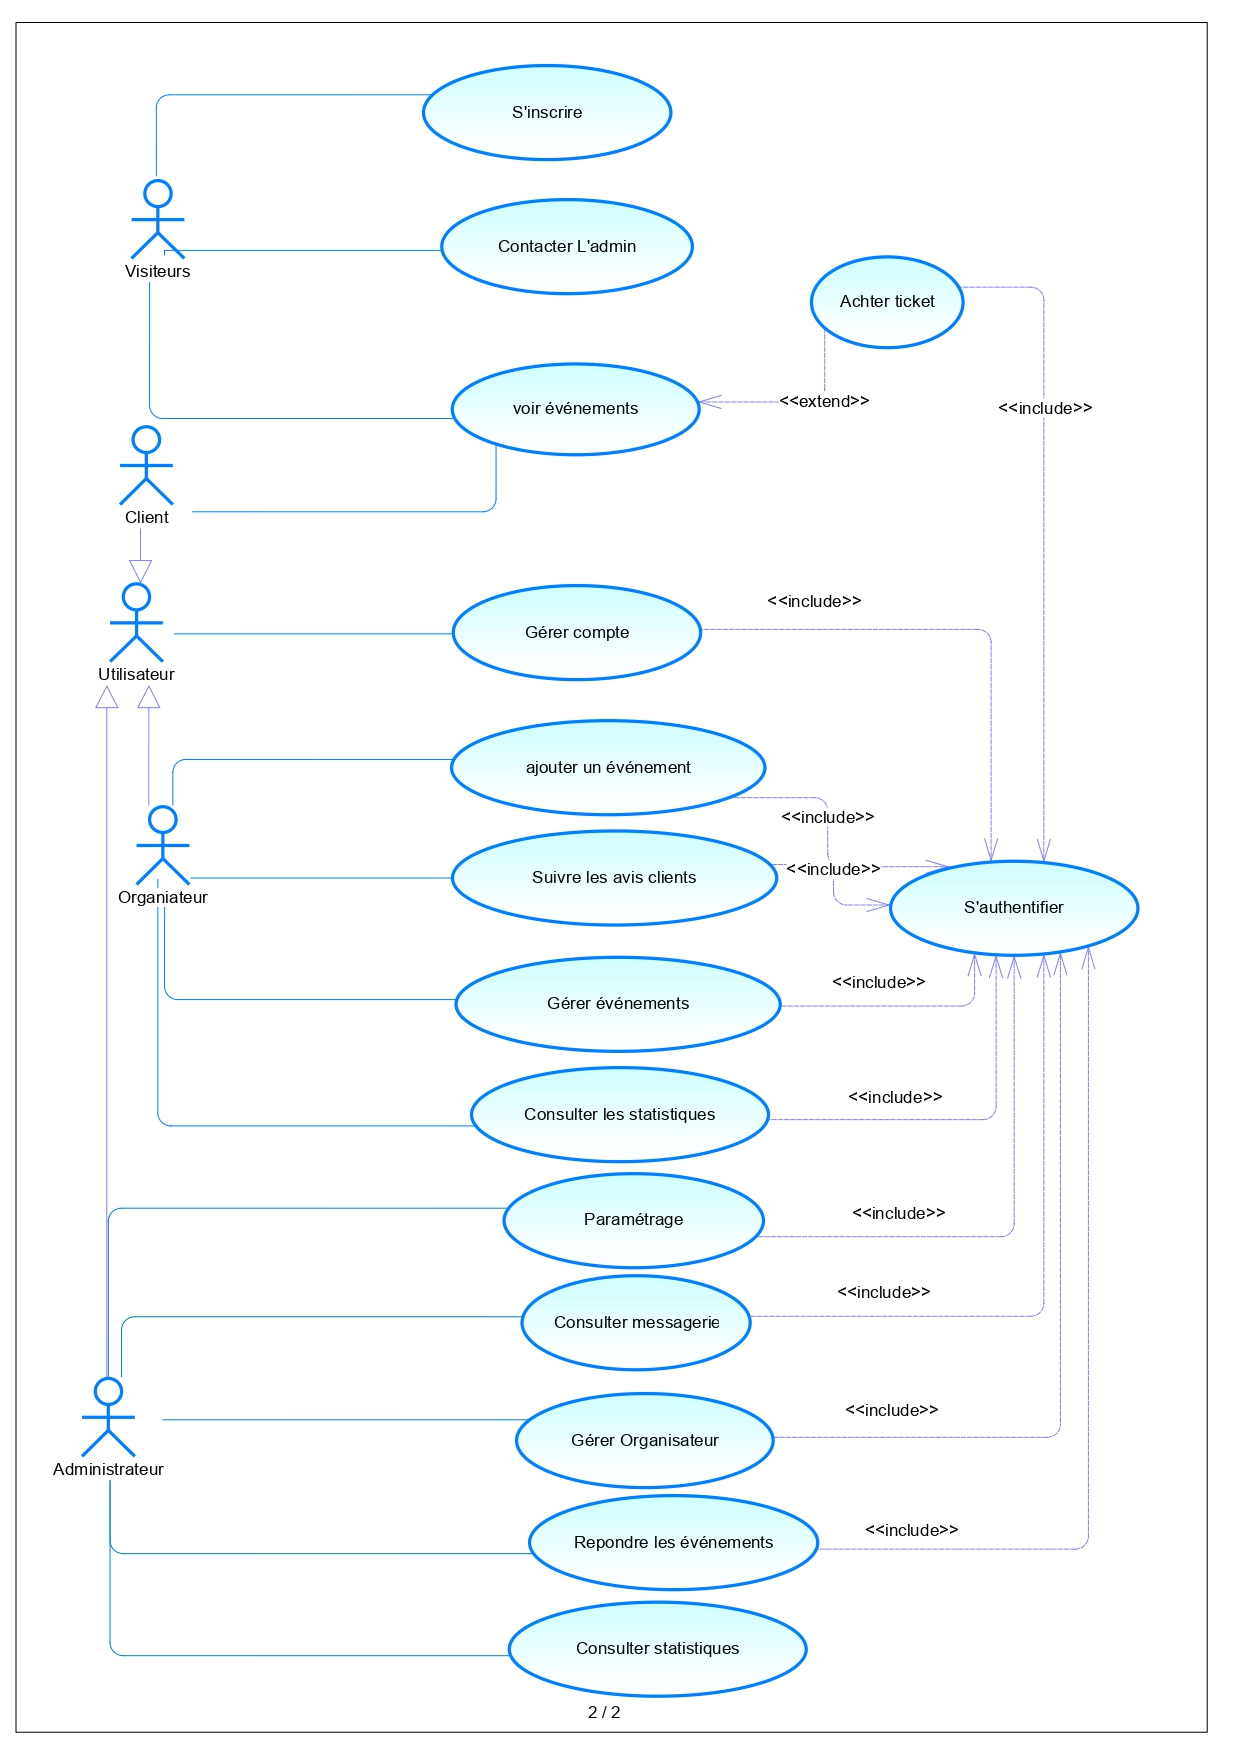 S'inscrire
Contacter L'admin
Visiteurs
Achter ticket
<<extend>>
<<include>>
voir événements
Client
<<include>>
Gérer compte
Utilisateur
ajouter un événement
<<include>>
<<include>>
Suivre les avis clients
Organiateur
S'authentifier
<<include>>
Gérer événements
<<include>>
Consulter les statistiques
<<include>>
Paramétrage
<<include>>
Consulter messagerie
<<include>>
Gérer Organisateur
Administrateur
<<include>>
Repondre les événements
Consulter statistiques
2 / 2